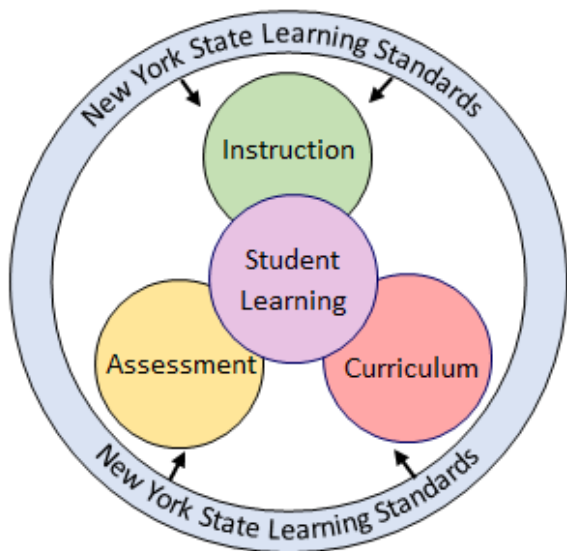 New York State Learning Standards
Instruction
Student
Learning
Assessment
Curriculum
New York State Learning Standards